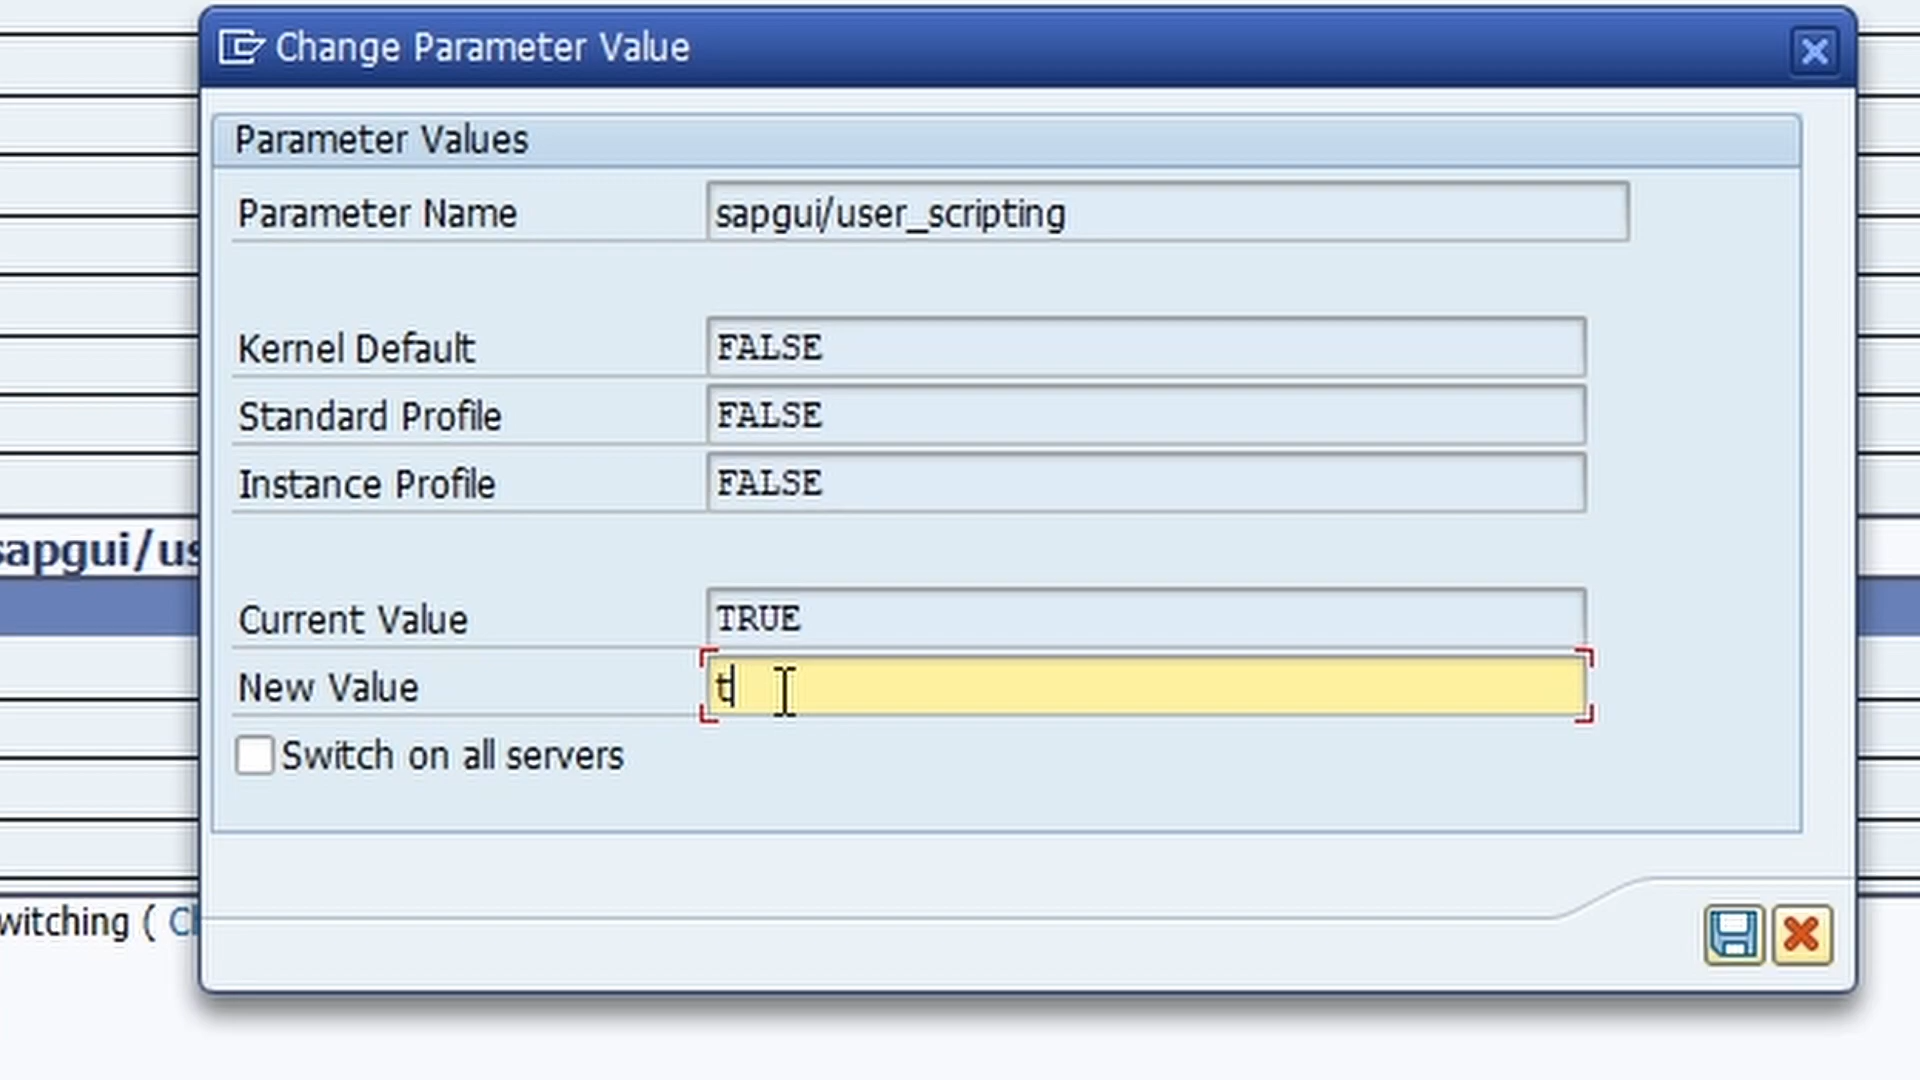 Change Parameter Value
Parameter Values
Parameter Name sapgui/user_scripting
Kernel Default FALSE
Standard Profile FALSE
Instance Profile FALSE
sapgui/us
Current Value TRUE
New Value t
Switch on all servers
witching ( Cl